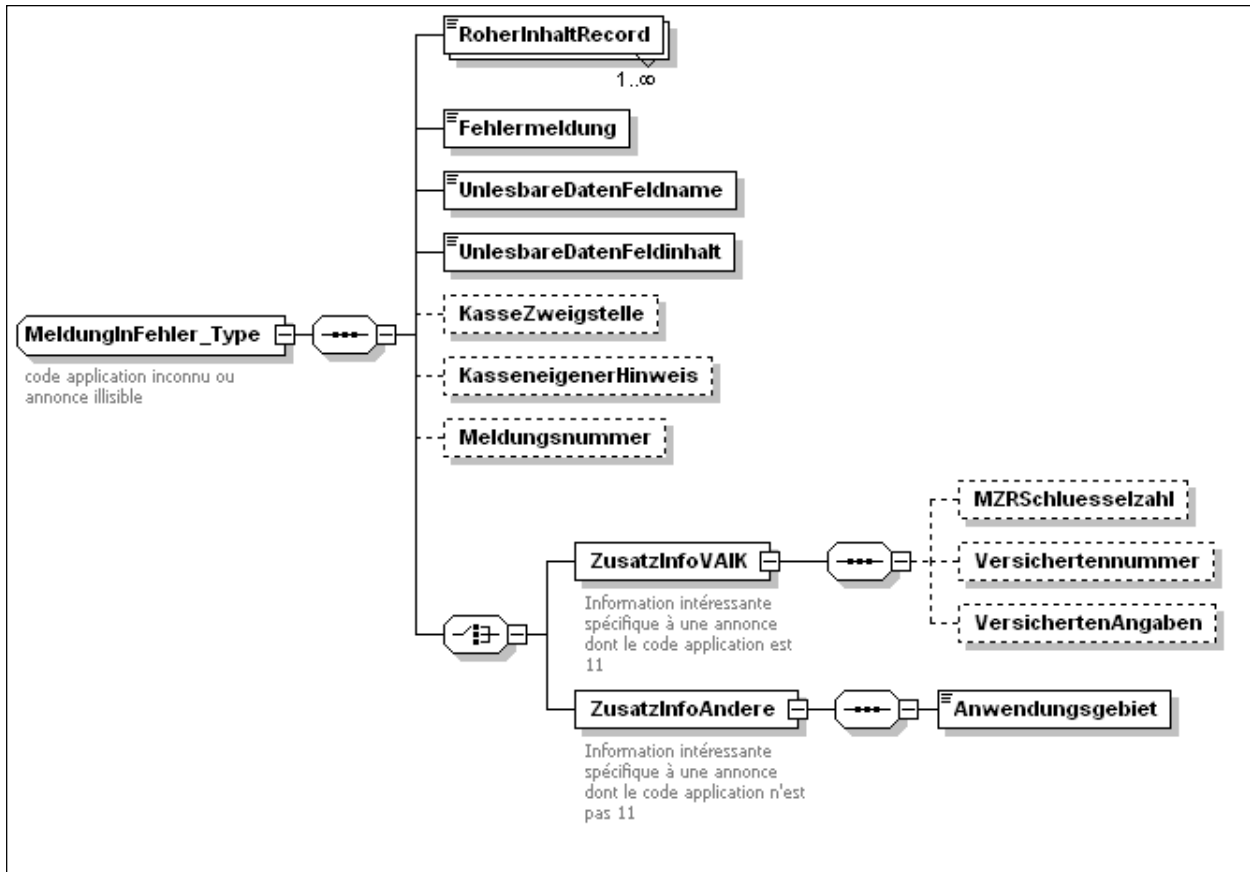 RoherInhaltRecord
1..∞
Fehlermeldung
UnlesbareDatenFeldname
UnlesbareDatenFeldinhalt
KasseZweigstelle
MeldungInFehler_Type
code application inconnu ou
annonce illisible
KasseneigenerHinweis
Meldungsnummer
MZRSchluesselzahl
ZusatzInfoVAIK
Versichertennummer
Information intéressante
spécifique à une annonce
dont le code application est
11
VersichertenAngaben
ZusatzInfoAndere
Anwendungsgebiet
Information intéressante
spécifique à une annonce
dont le code application n'est
pas 11